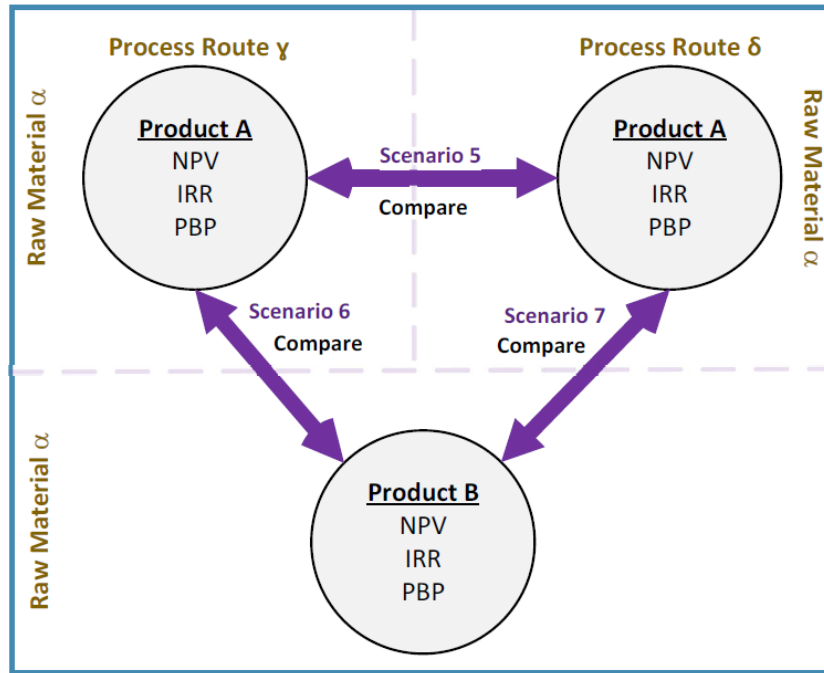 Process Route ɣ
Process Route δ
Raw Material α
Product A
NPV
IRR
PBP
Scenario 5
Compare
Product A
NPV
IRR
PBP
Raw Material α
Scenario 6
Compare
Scenario 7
Compare
Raw Material α
Product B
NPV
IRR
PBP